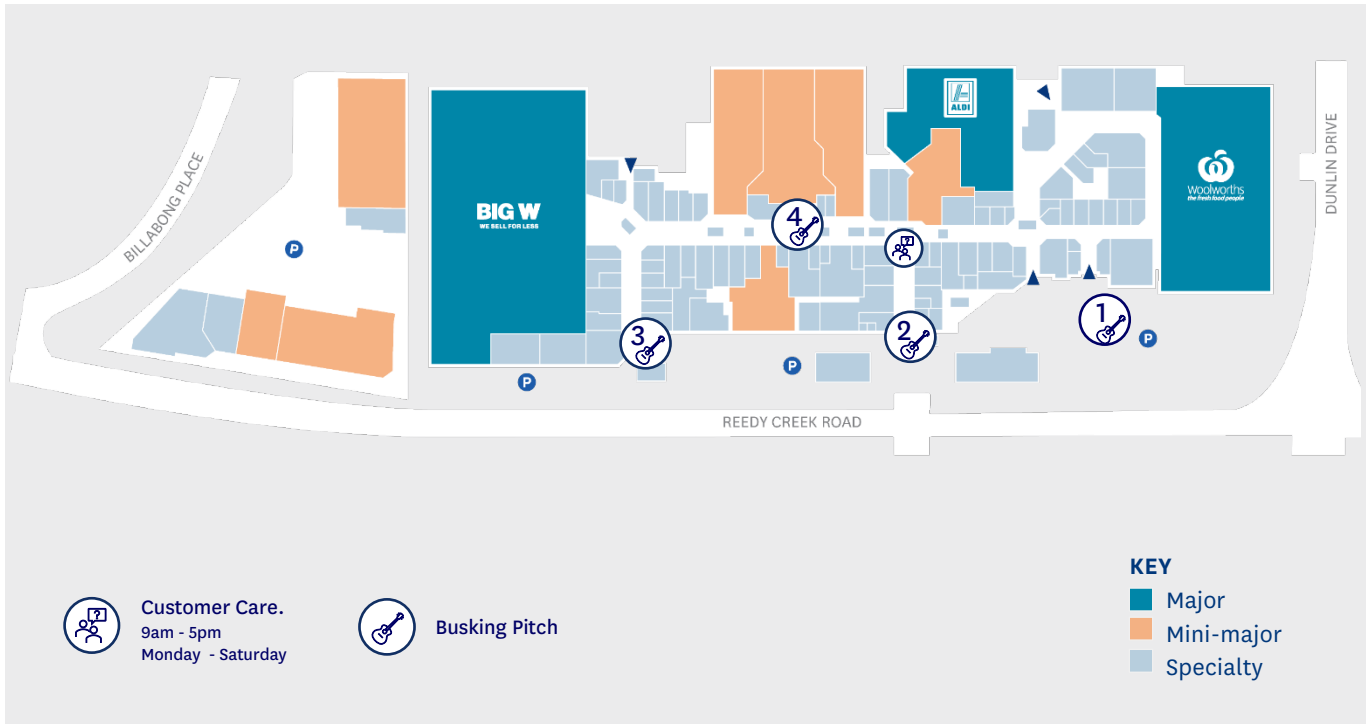 BILLABONG PLACE
P
BIG W
WE SELL FOR LESS
4
ALDI
?
Woolworths
the fresh food people
DUNLIN DRIVE
3
2
1
P
P
P
REEDY CREEK ROAD
?
Customer Care.
9am - 5pm
Monday - Saturday
Busking Pitch
KEY
Major
Mini-major
Specialty